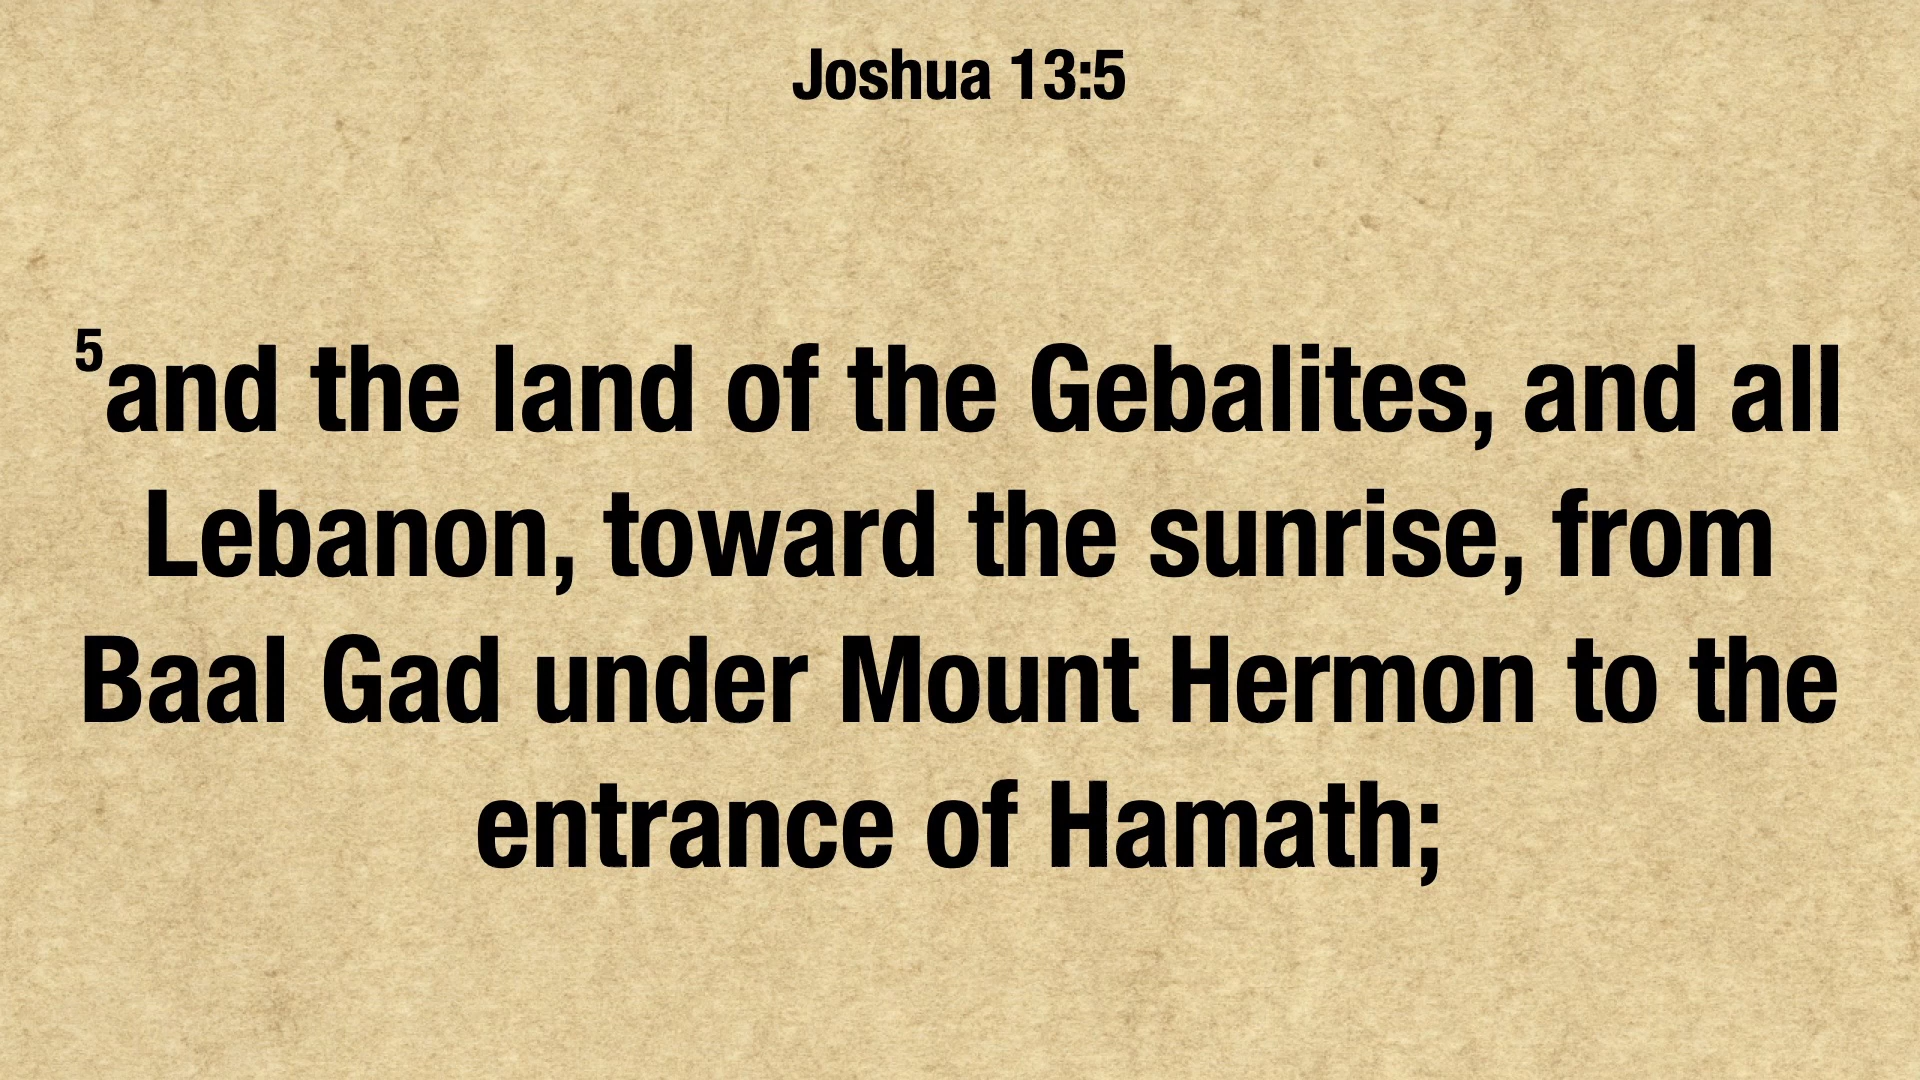 Joshua 13:5
5and the land of the Gebalites, and all
Lebanon, toward the sunrise, from
Baal Gad under Mount Hermon to the
entrance of Hamath;